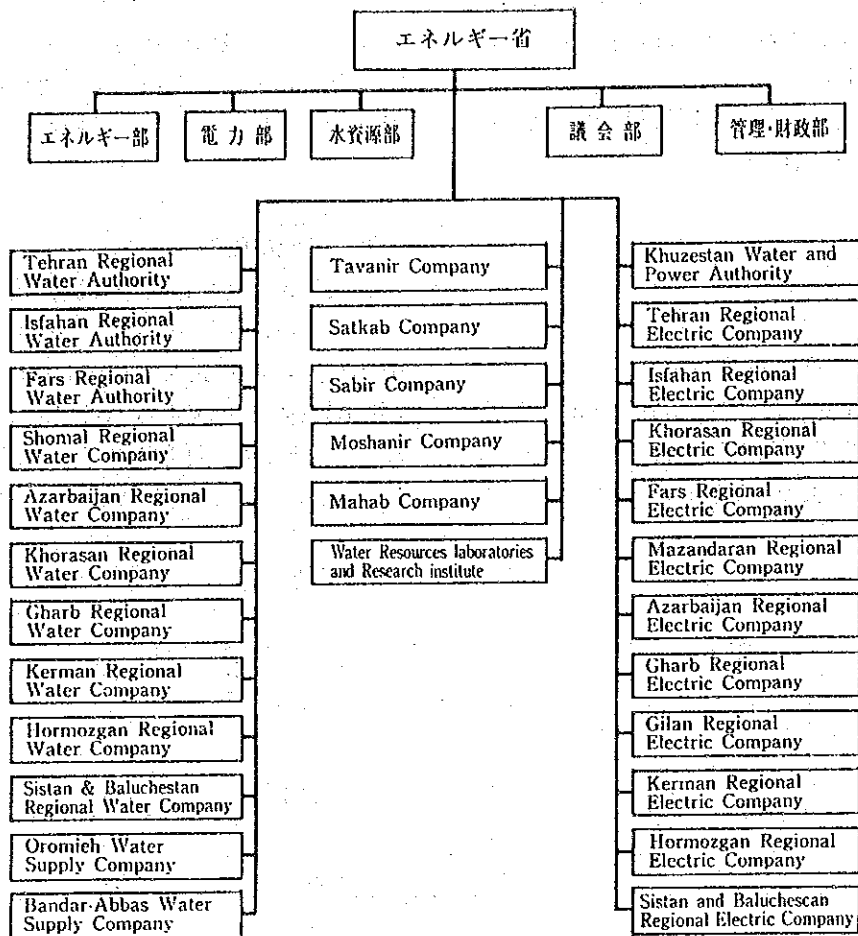 エネルギー省
エネルギー部
電力部
水資源部
議会部
管理・財政部
Tehran Regional
Water Authority
Isfahan Regional
Water Authority
Fars Regional
Water Authority
Shomal Regional
Water Company
Azarbaijan Regional
Water Company
Khorasan Regional
Water Company
Gharb Regional
Water Company
Kerman Regional
Water Company
Hormozgan Regional
Water Company
Sistan & Baluchestan
Regional Water Company
Oromieh Water
Supply Company
Bandar-Abbas Water
Supply Company
Tavanir Company
Satkab Company
Sabir Company
Moshanir Company
Mahab Company
Water Resources laboratories
and Research institute
Khuzestan Water and
Power Authority
Tehran Regional
Electric Company
Isfahan Regional
Electric Company
Khorasan Regional
Electric Company
Fars Regional
Electric Company
Mazandaran Regional
Electric Company
Azarbaijan Regional
Electric Company
Gharb Regional
Electric Company
Gilan Regional
Electric Company
Kerman Regional
Electric Company
Hormozgan Regional
Electric Company
Sistan and Baluchescan
Regional Electric Company